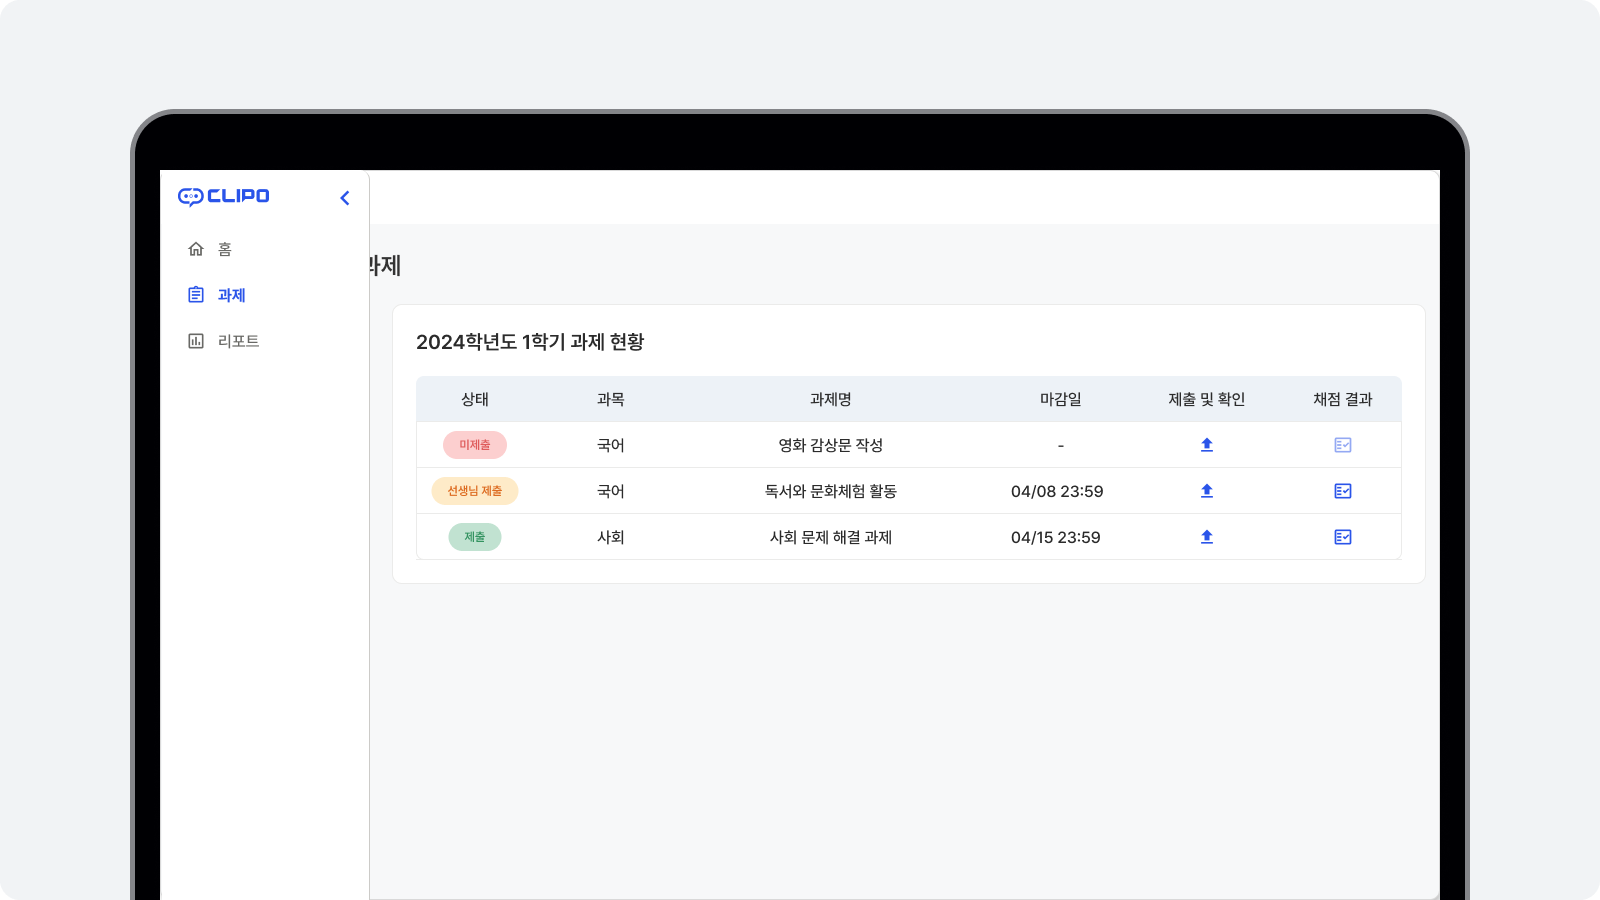 CLIPO
홈
과제
리포트
과제
2024학년도 1학기 과제 현황
상태 과목 과제명 마감일 제출 및 확인 채점 결과
미제출 국어 영화 감상문 작성 -
선생님 제출 국어 독서와 문화체험 활동 04/08 23:59
제출 사회 사회 문제 해결 과제 04/15 23:59